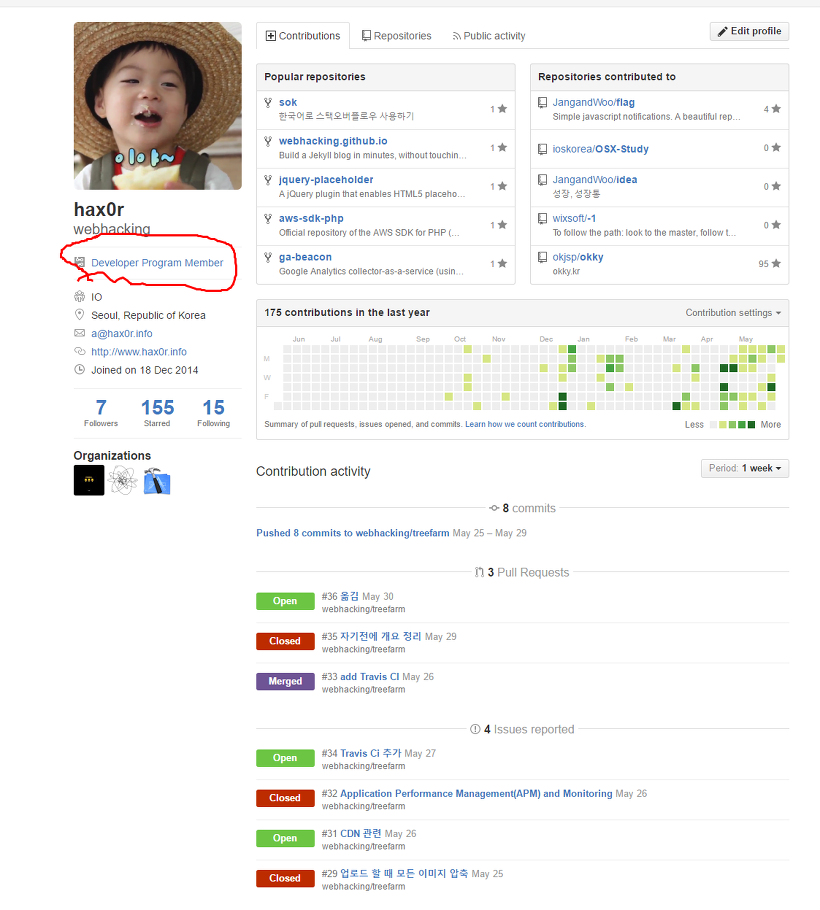 이야~
hax0r
webhacking
Developer Program Member
IO
Seoul, Republic of Korea
a@hax0r.info
http://www.hax0r.info
Joined on 18 Dec 2014
7 155 15
Followers Starred Following
Organizations
Contributions Repositories Public activity
Edit profile
Popular repositories
sok 1
한국어로 스택오버플로우 사용하기
webhacking.github.io 1
Build a Jekyll blog in minutes, without touchin…
jquery-placeholder 1
A jQuery plugin that enables HTML5 placeho…
aws-sdk-php 1
Official repository of the AWS SDK for PHP (…
ga-beacon 1
Google Analytics collector-as-a-service (usin…
Repositories contributed to
JangandWoo/flag 4
Simple javascript notifications. A beautiful rep…
ioskorea/OSX-Study 0
JangandWoo/idea 0
성장, 성장통
wixsoft/-1 0
To follow the path: look to the master, follow t…
okjsp/okky 95
okky.kr
175 contributions in the last year
Contribution settings
Jun Jul Aug Sep Oct Nov Dec Jan Feb Mar Apr May
M
W
F
Summary of pull requests, issues opened, and commits. Learn how we count contributions.
Less More
Contribution activity
Period: 1 week
8 commits
Pushed 8 commits to webhacking/treefarm May 25 – May 29
3 Pull Requests
Open #36 옮김 May 30
webhacking/treefarm
Closed #35 자기전에 개요 정리 May 29
webhacking/treefarm
Merged #33 add Travis CI May 26
webhacking/treefarm
4 Issues reported
Open #34 Travis Ci 추가 May 27
webhacking/treefarm
Closed #32 Application Performance Management(APM) and Monitoring May 26
webhacking/treefarm
Open #31 CDN 관련 May 26
webhacking/treefarm
Closed #29 업로드 할 때 모든 이미지 압축 May 25
webhacking/treefarm